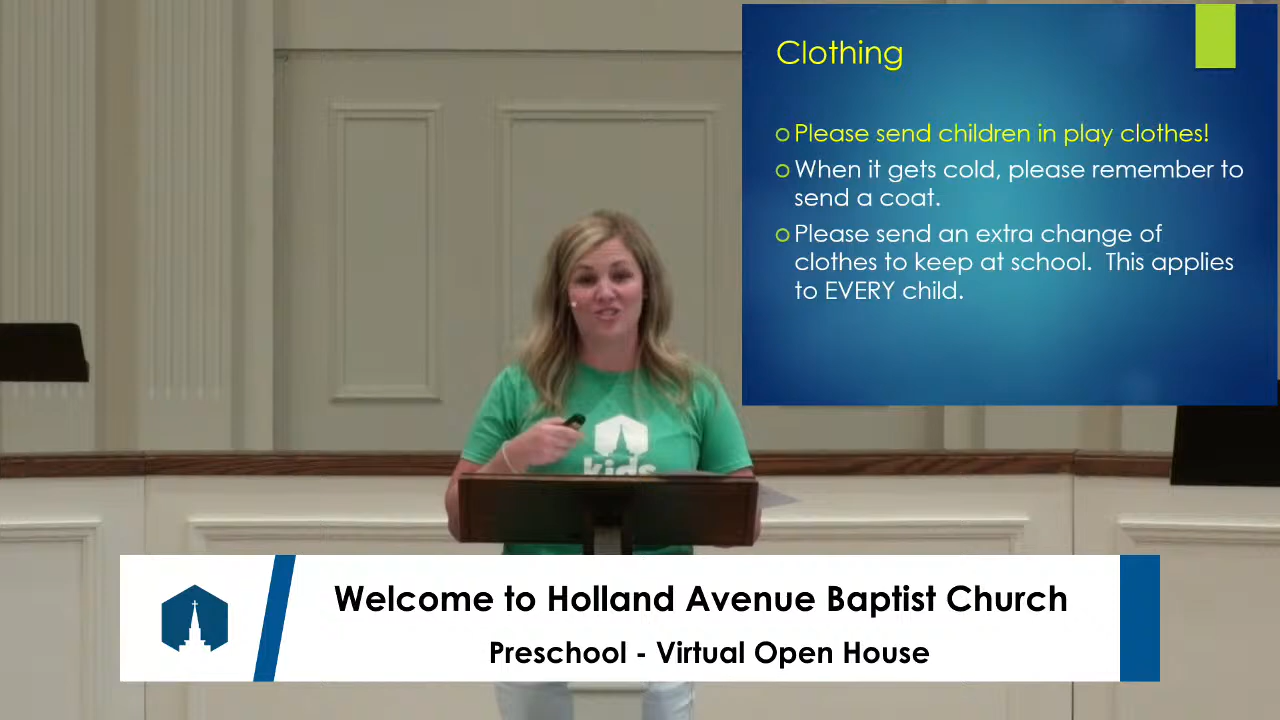 Clothing
Please send children in play clothes!
When it gets cold, please remember to
send a coat.
Please send an extra change of
clothes to keep at school.  This applies
to EVERY child.
kids
Welcome to Holland Avenue Baptist Church
Preschool - Virtual Open House